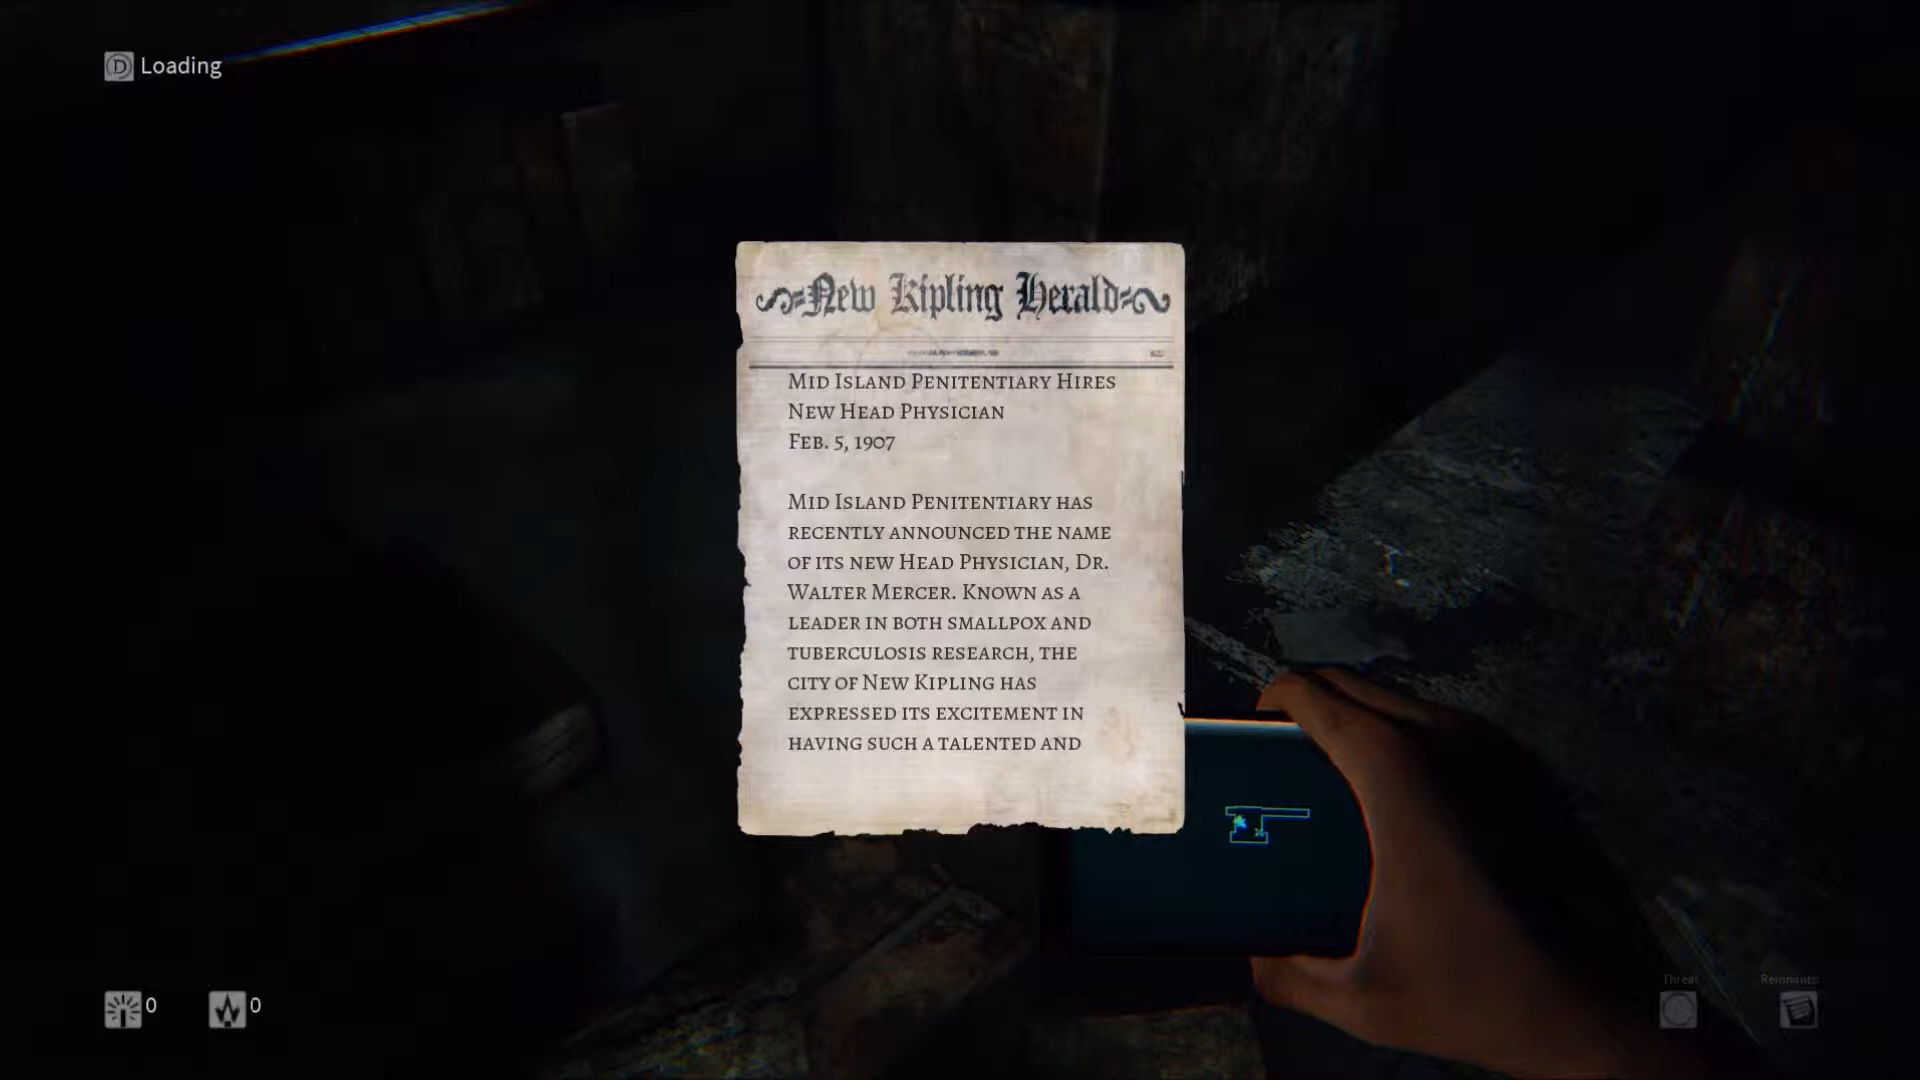 Loading
New Kipling Herald
Mid Island Penitentiary Hires
New Head Physician
Feb. 5, 1907
Mid Island Penitentiary has
recently announced the name
of its new Head Physician, Dr.
Walter Mercer. Known as a
leader in both smallpox and
tuberculosis research, the
city of New Kipling has
expressed its excitement in
having such a talented and
Threat Remnants
0 0